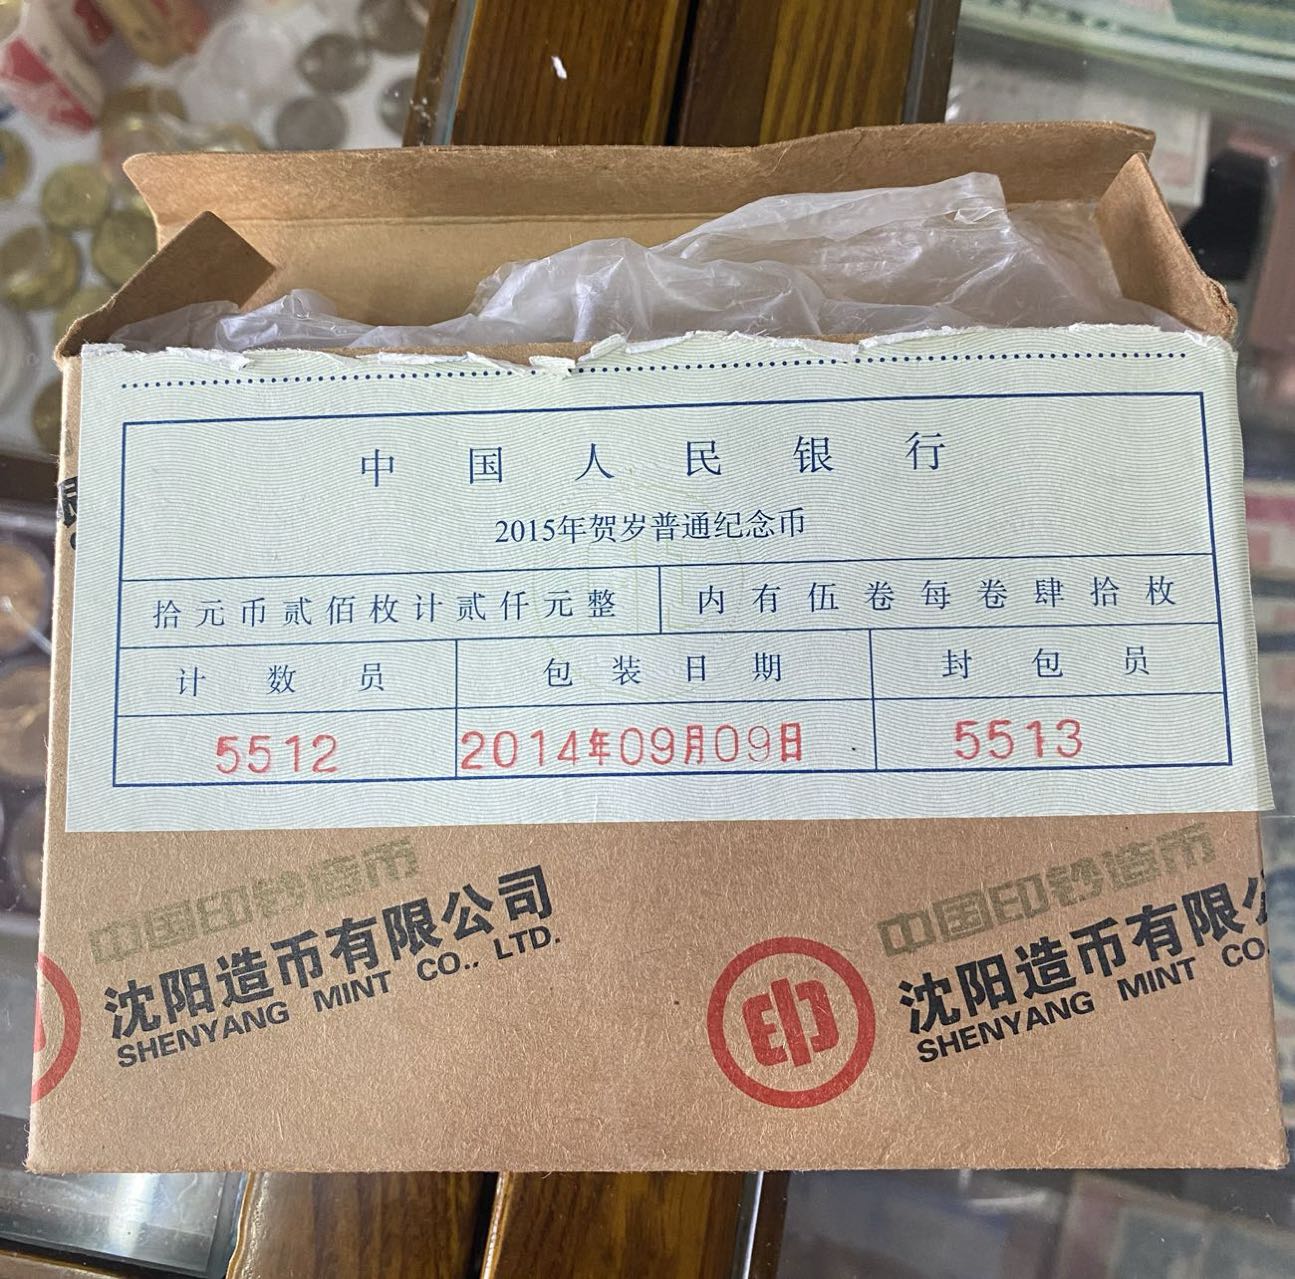 中国人民银行
2015年贺岁普通纪念币
拾元币贰佰枚计贰仟元整 内有伍卷每卷肆拾枚
计数员 包装日期 封包员
5512 2014年09月09日 5513
中国印钞造币
沈阳造币有限公司
SHENYANG MINT CO., LTD.
印
中国印钞造币
沈阳造币有限公
SHENYANG MINT CO.